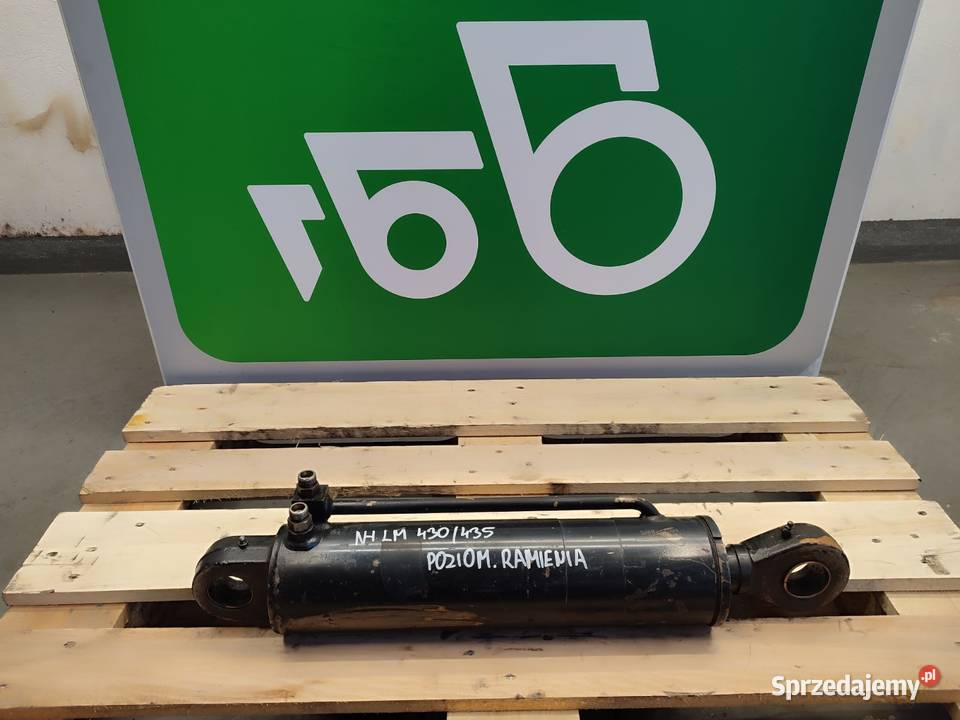 NH LM 430/435
POZIOM. RAMIENIA
Sprzedajemy.pl